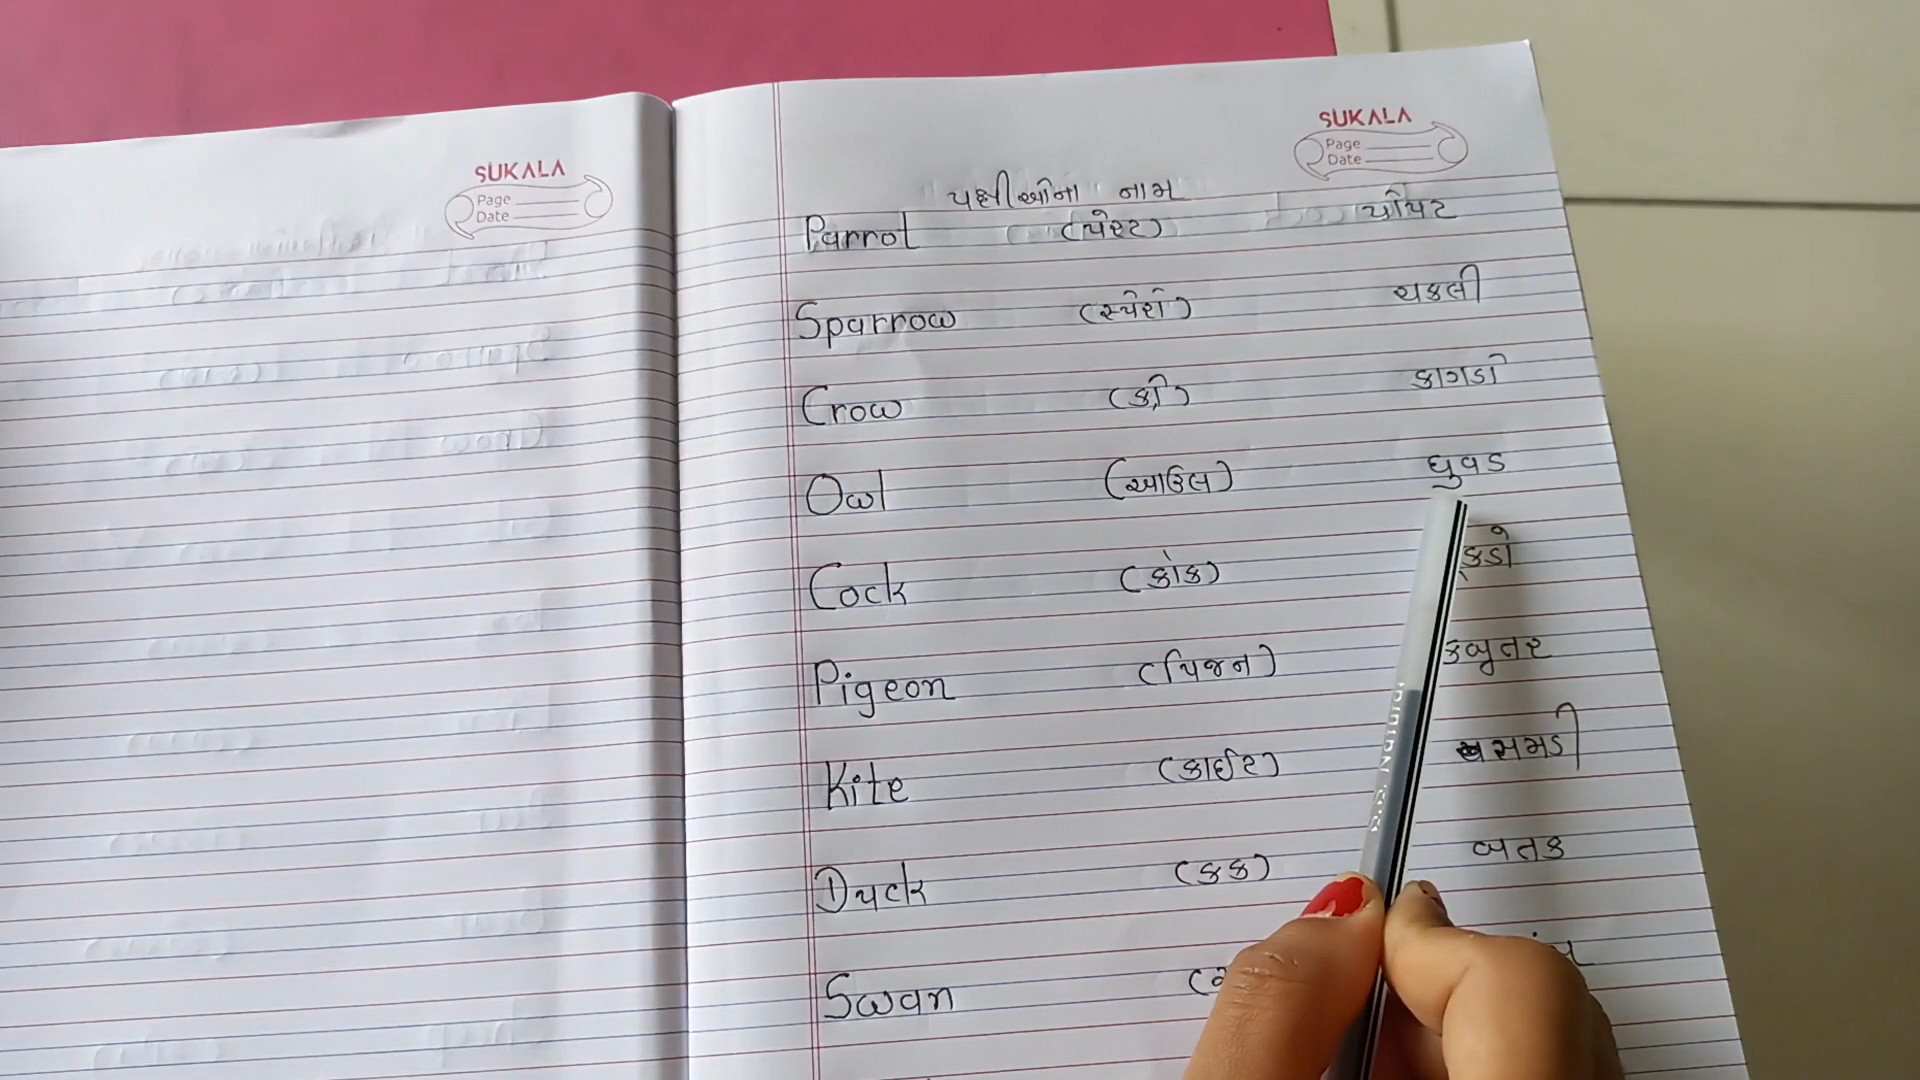 SUKALA
Page
Date
SUKALA
Page
Date
પક્ષીઓના નામ
Parrot (પેરટ) પોપટ
Sparrow (સ્પેરો) ચકલી
Crow (ક્રો) કાગડો
Owl (આઉલ) ઘુવડ
Cock (કોક)
Pigeon (પિજન) કબૂતર
Kite (કાઈટ) સમડી
Duck (ડક) બતક
Swan